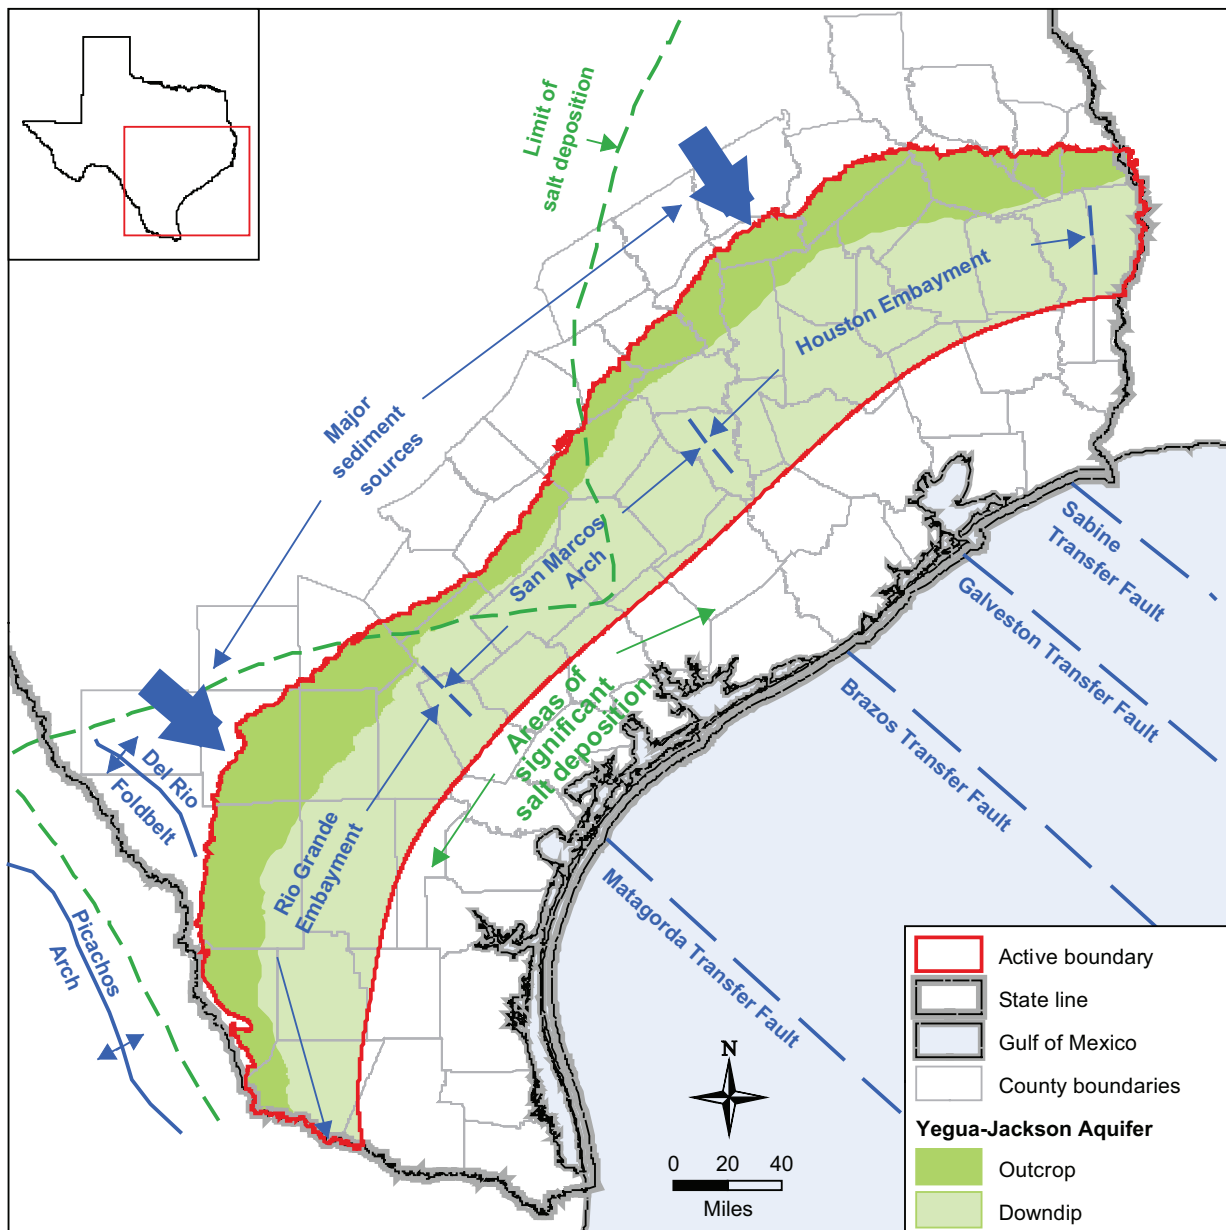 Limit of
salt deposition
Houston Embayment
Major
sediment
sources
San Marcos
Arch
Sabine
Transfer Fault
Galveston Transfer Fault
Brazos Transfer Fault
Matagorda Transfer Fault
Areas of
significant
salt deposition
Del Rio
Foldbelt
Rio Grande
Embayment
Picachos
Arch
N
0 20 40
Miles
Active boundary
State line
Gulf of Mexico
County boundaries
Yegua-Jackson Aquifer
Outcrop
Downdip